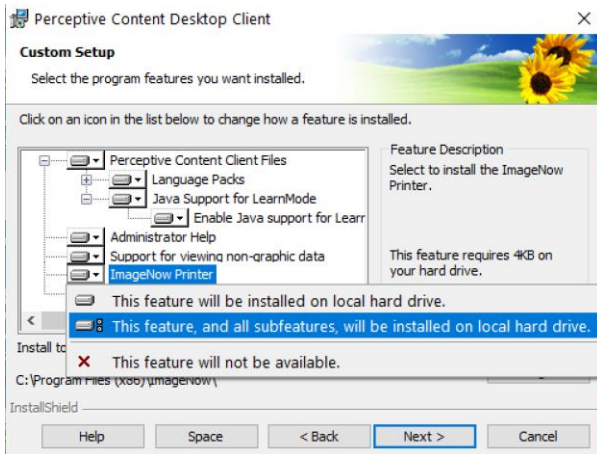 Perceptive Content Desktop Client
Custom Setup
Select the program features you want installed.
Click on an icon in the list below to change how a feature is installed.
Perceptive Content Client Files
Language Packs
Java Support for LearnMode
Enable Java support for Learr
Administrator Help
Support for viewing non-graphic data
ImageNow Printer
Feature Description
Select to install the ImageNow
Printer.
This feature requires 4KB on
your hard drive.
This feature will be installed on local hard drive.
This feature, and all subfeatures, will be installed on local hard drive.
This feature will not be available.
Install to
C:\Program Files (x86)\ImageNow\
InstallShield
Help
Space
< Back
Next >
Cancel